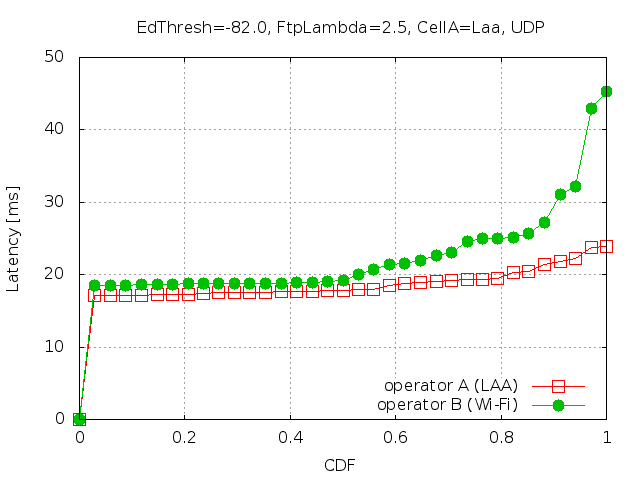 EdThresh=-82.0, FtpLambda=2.5, CellA=Laa, UDP
50
40
30
20
10
0
Latency [ms]
operator A (LAA)
operator B (Wi-Fi)
0
0.2
0.4
0.6
0.8
1
CDF